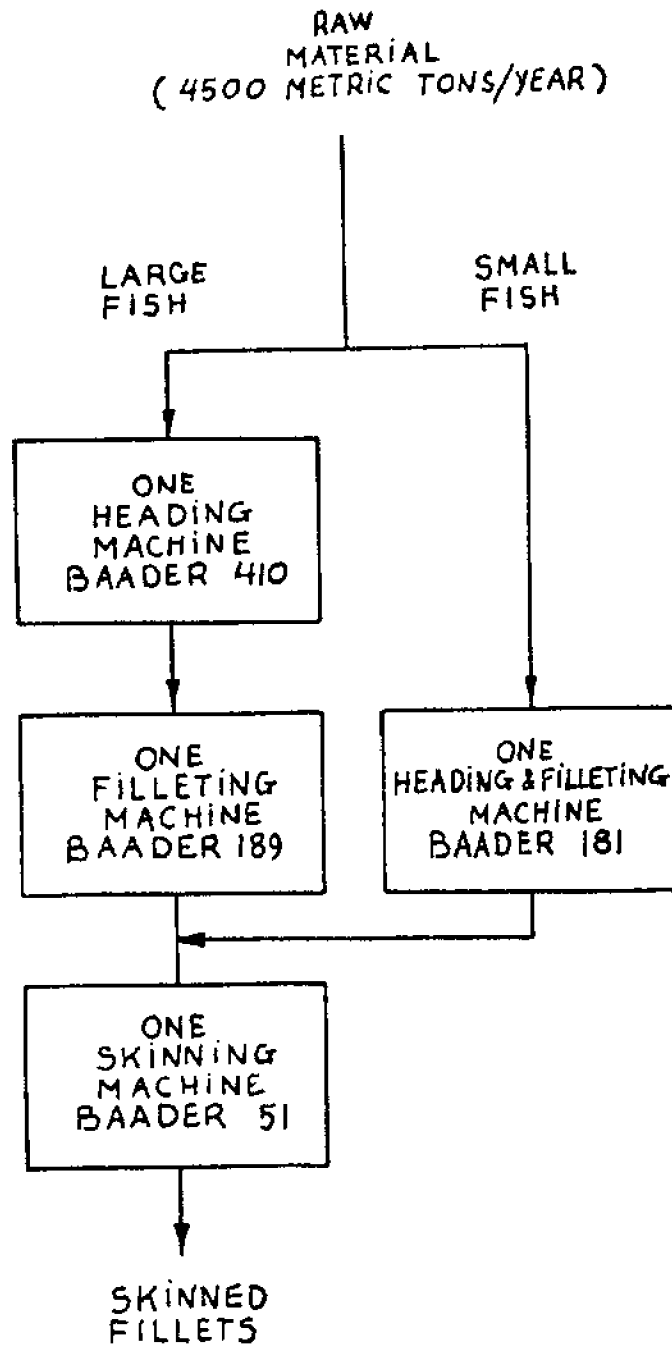 RAW
MATERIAL
(4500 METRIC TONS/YEAR)
LARGE
FISH
SMALL
FISH
ONE
HEADING
MACHINE
BAADER 410
ONE
FILLETING
MACHINE
BAADER 189
ONE
HEADING & FILLETING
MACHINE
BAADER 181
ONE
SKINNING
MACHINE
BAADER 51
SKINNED
FILLETS